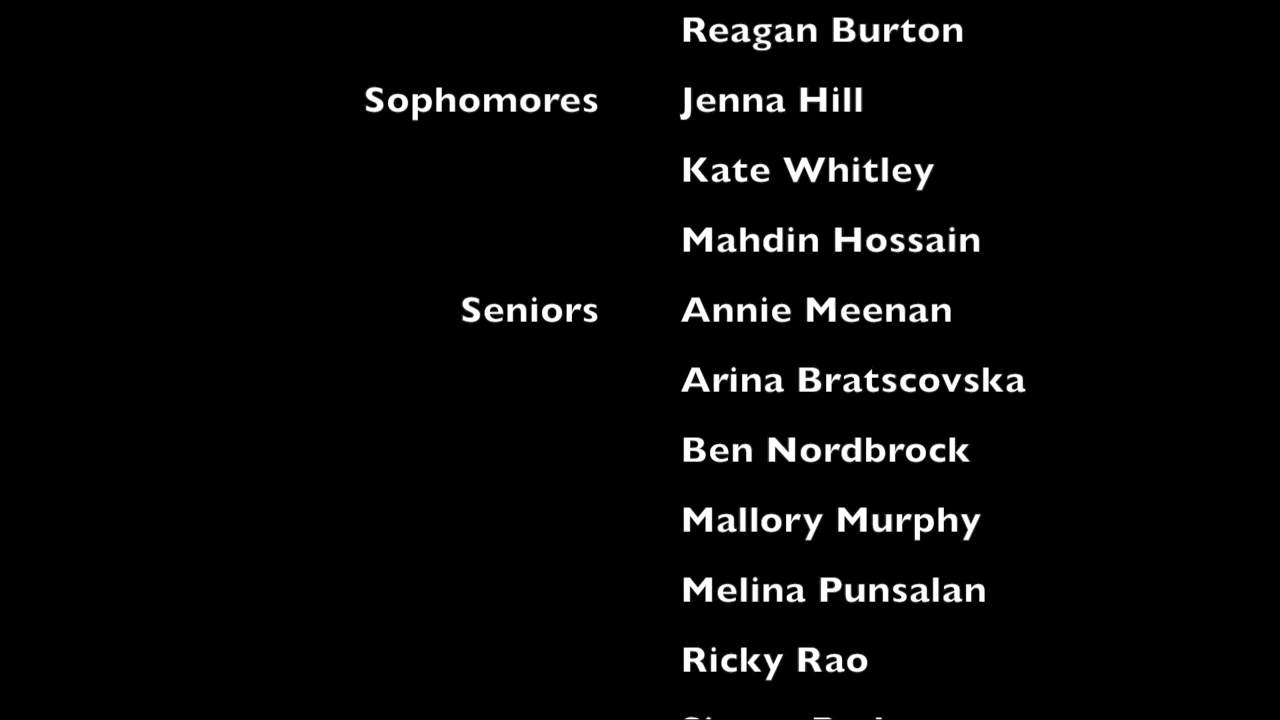 Reagan Burton
Sophomores Jenna Hill
Kate Whitley
Mahdin Hossain
Seniors Annie Meenan
Arina Bratscovska
Ben Nordbrock
Mallory Murphy
Melina Punsalan
Ricky Rao